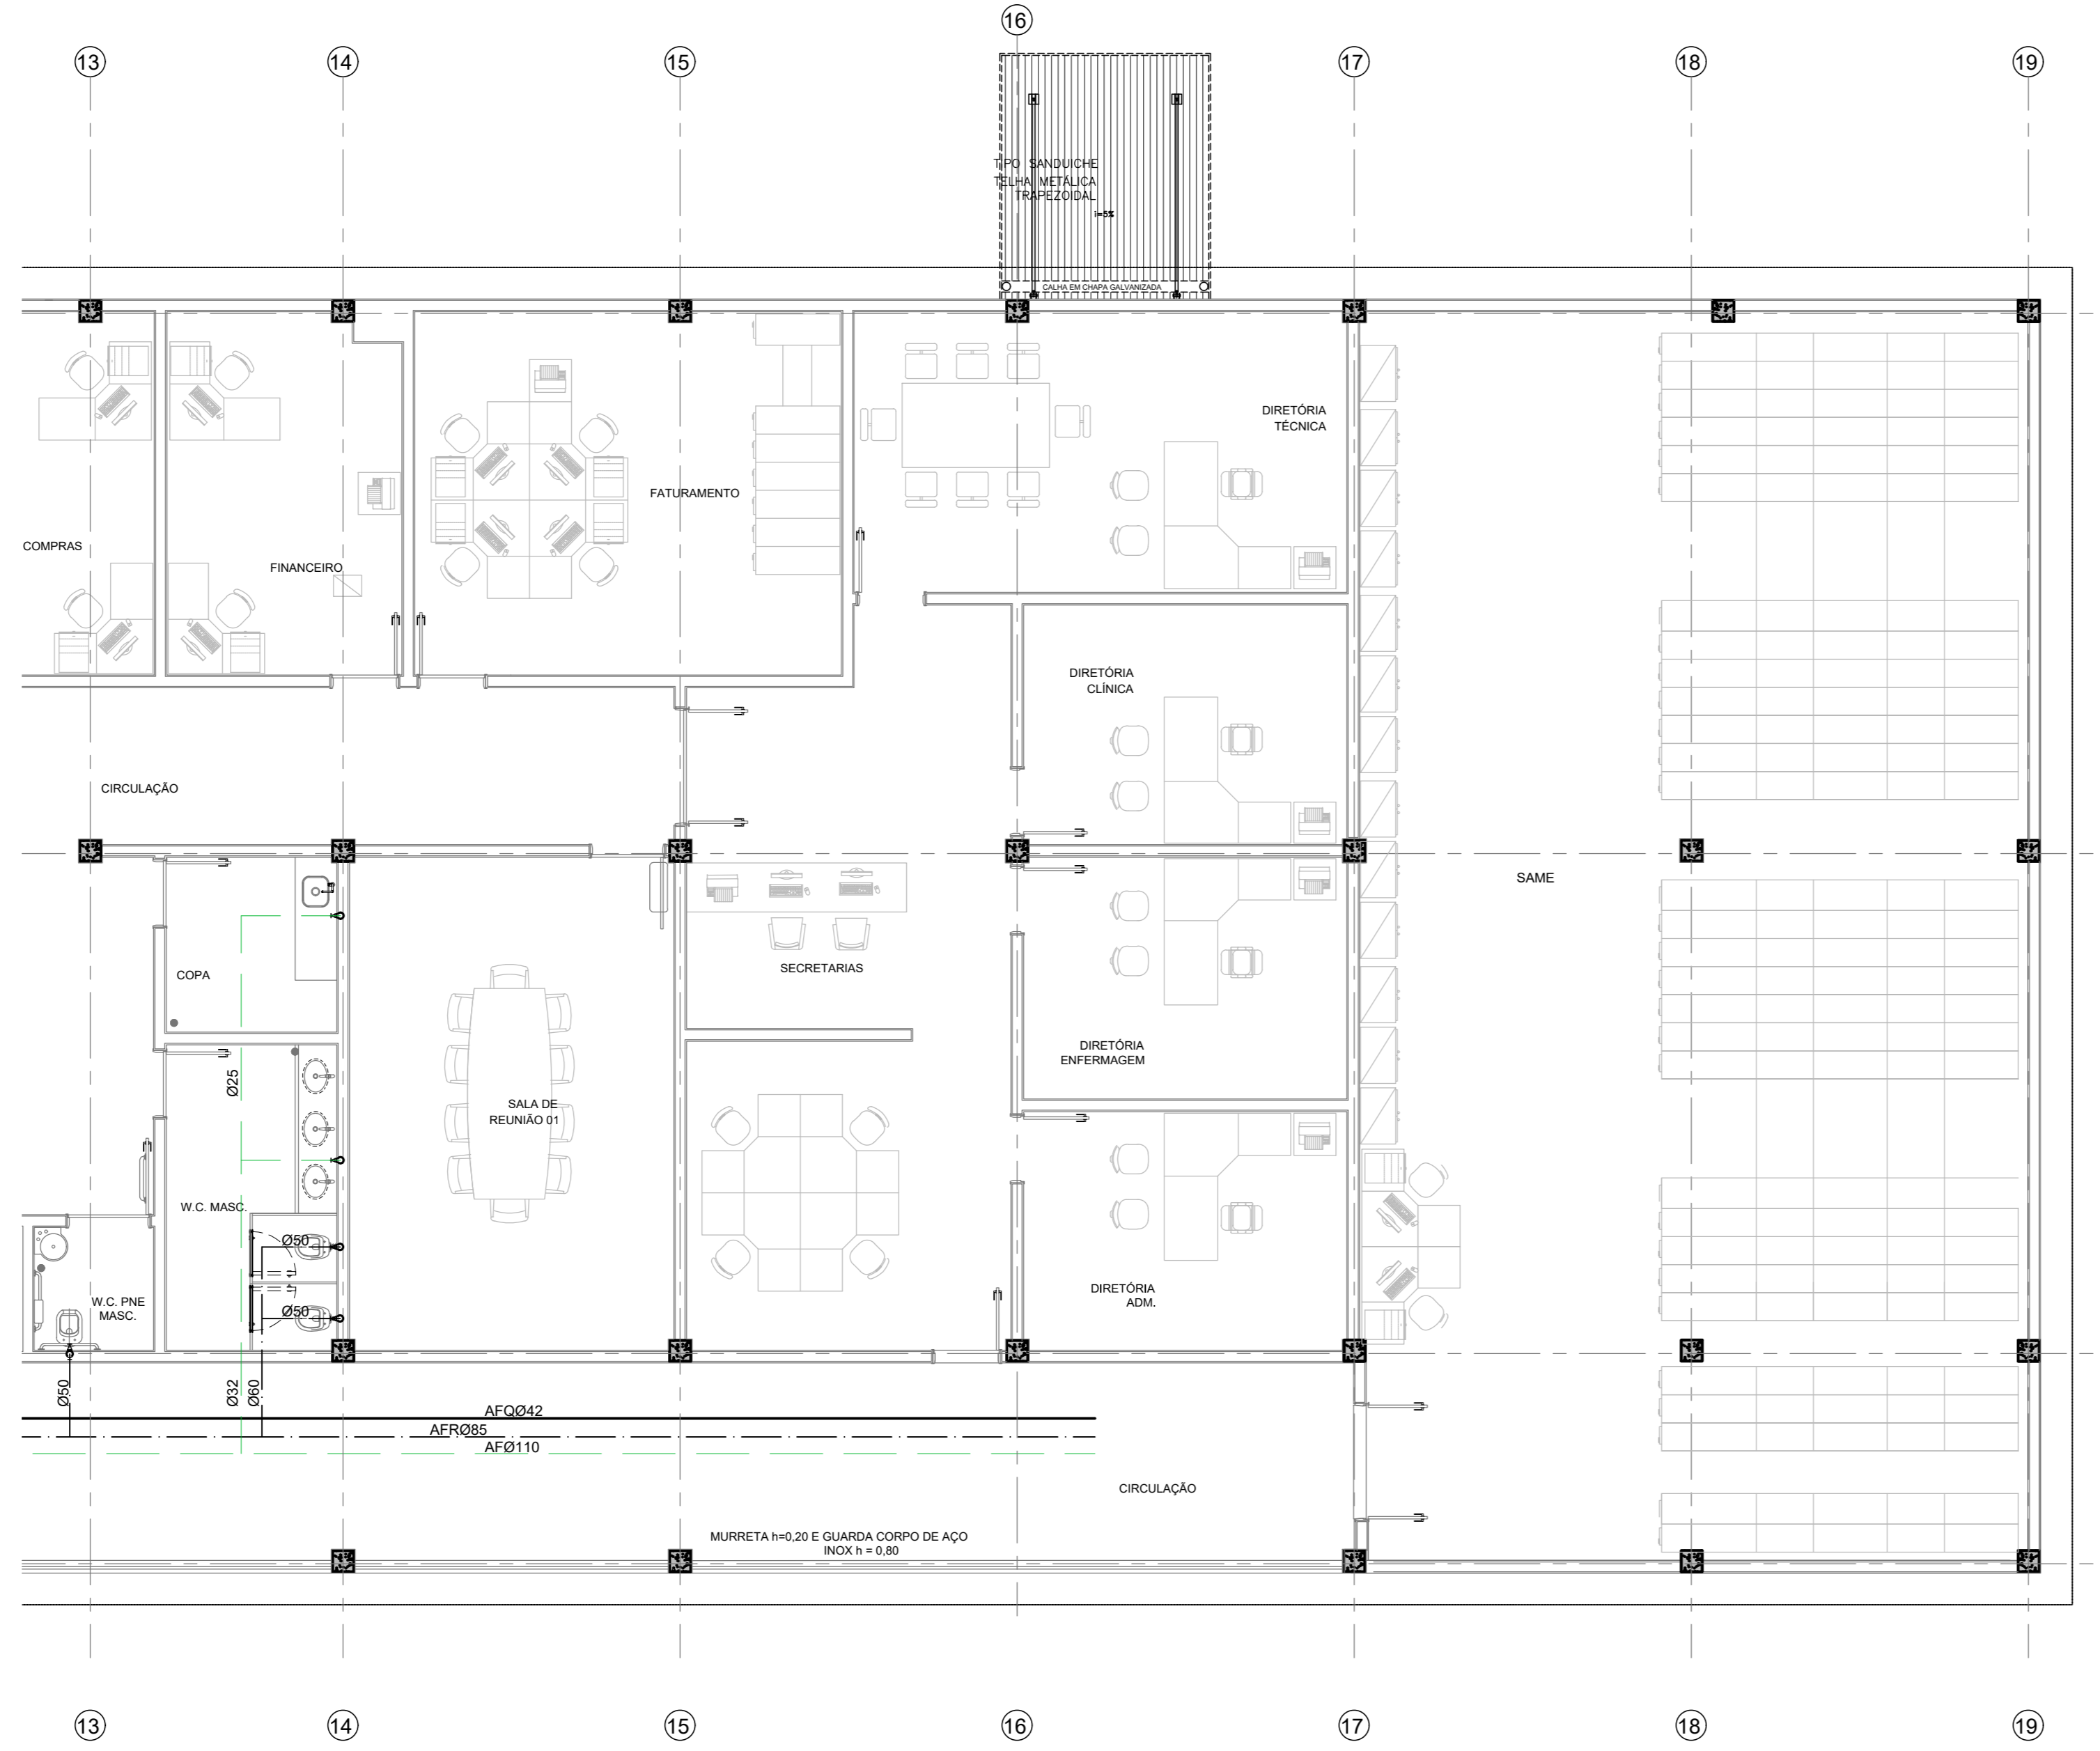 16
13
14
15
17
18
19
TIPO SANDUICHE
TELHA METÁLICA
TRAPEZOIDAL
i=5%
CALHA EM CHAPA GALVANIZADA
DIRETÓRIA
TÉCNICA
FATURAMENTO
COMPRAS
FINANCEIRO
DIRETÓRIA
CLÍNICA
CIRCULAÇÃO
SAME
COPA
SECRETARIAS
DIRETÓRIA
ENFERMAGEM
Ø25
SALA DE
REUNIÃO 01
W.C. MASC.
Ø50
W.C. PNE
MASC.
Ø50
DIRETÓRIA
ADM.
Ø50
Ø32
Ø60
AFQØ42
AFRØ85
AFØ110
CIRCULAÇÃO
MURRETA h=0,20 E GUARDA CORPO DE AÇO
INOX h = 0,80
13
14
15
16
17
18
19